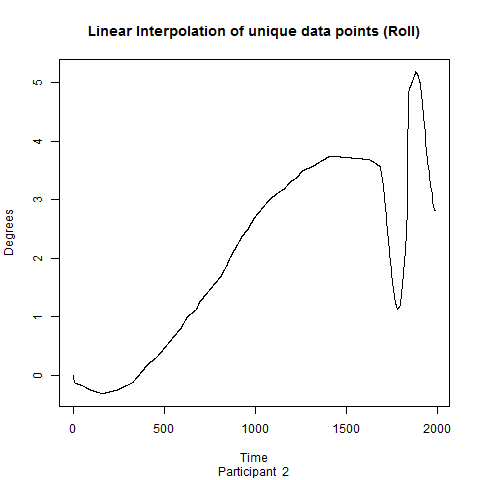 Linear Interpolation of unique data points (Roll)
5
4
3
2
1
0
Degrees
0 500 1000 1500 2000
Time
Participant 2